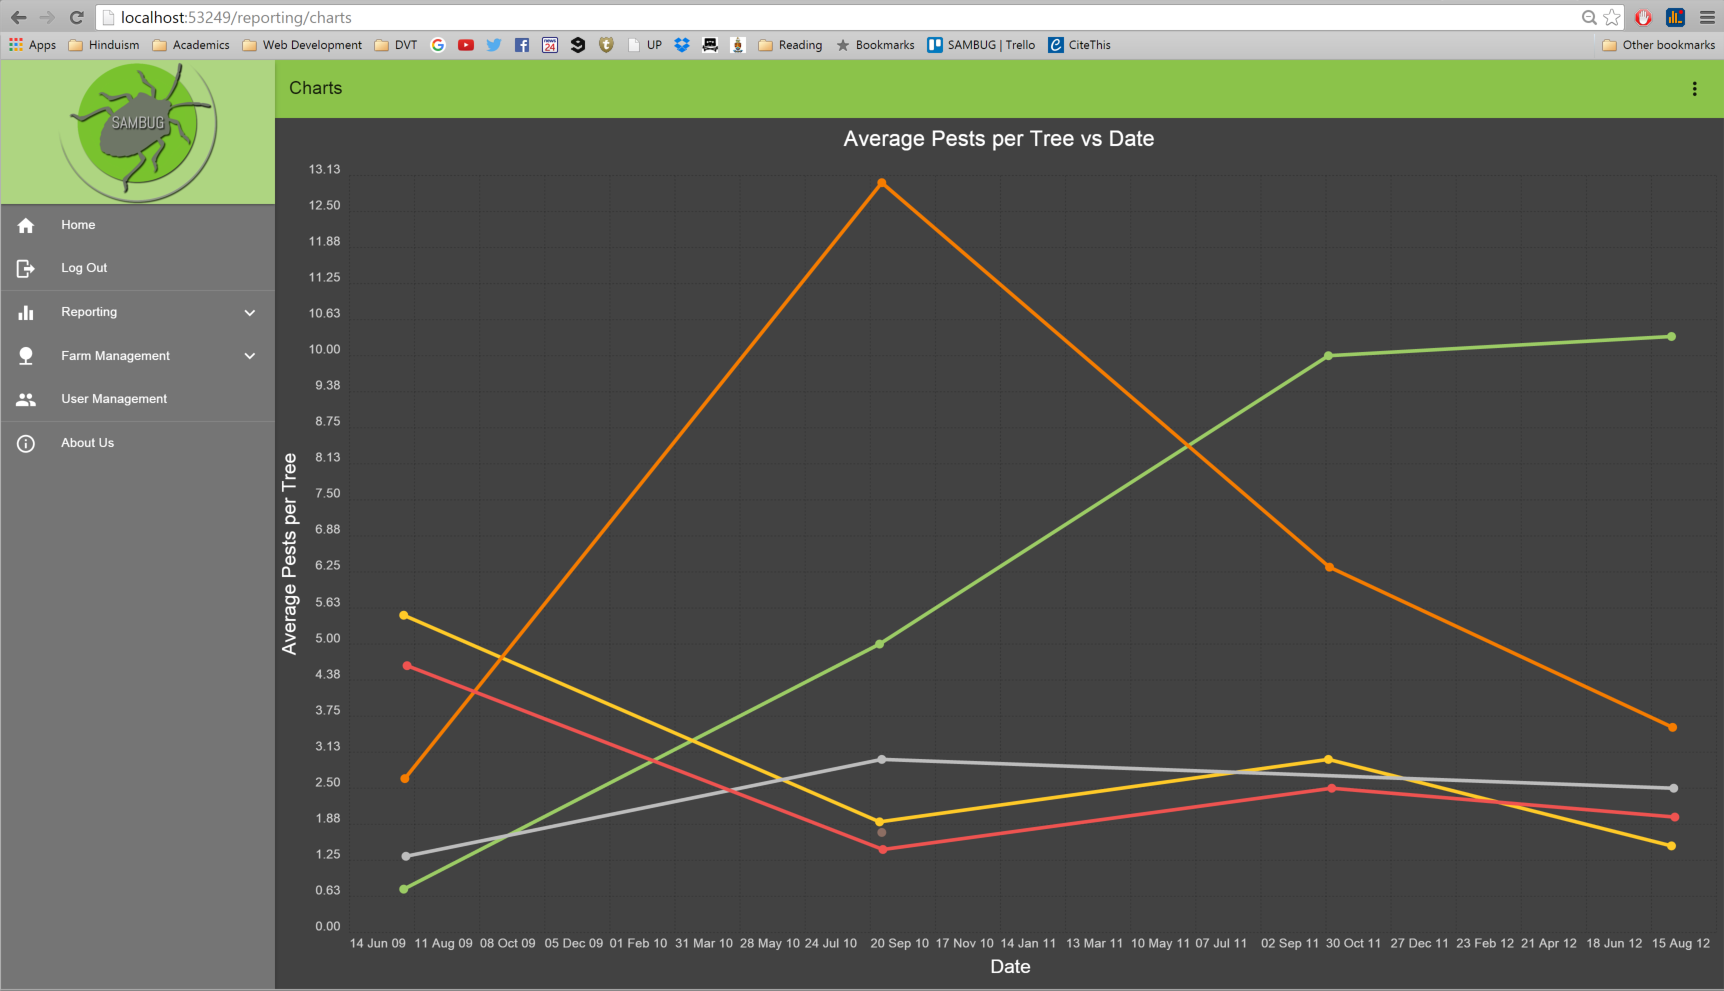 localhost:53249/reporting/charts
Apps Hinduism Academics Web Development DVT UP Reading Bookmarks SAMBUG | Trello CiteThis Other bookmarks
SAMBUG
Home
Log Out
Reporting
Farm Management
User Management
About Us
Charts
Average Pests per Tree vs Date
13.13
12.50
11.88
11.25
10.63
10.00
9.38
8.75
8.13
7.50
6.88
6.25
5.63
5.00
4.38
3.75
3.13
2.50
1.88
1.25
0.63
0.00
Average Pests per Tree
14 Jun 09 11 Aug 09 08 Oct 09 05 Dec 09 01 Feb 10 31 Mar 10 28 May 10 24 Jul 10 20 Sep 10 17 Nov 10 14 Jan 11 13 Mar 11 10 May 11 07 Jul 11 02 Sep 11 30 Oct 11 27 Dec 11 23 Feb 12 21 Apr 12 18 Jun 12 15 Aug 12
Date